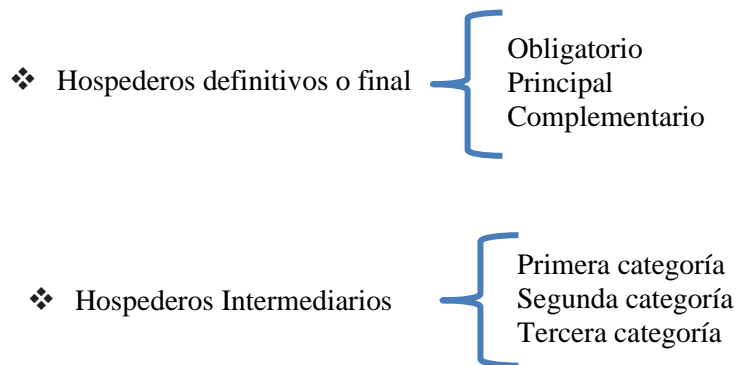 ❖ Hospederos definitivos o final
Obligatorio
Principal
Complementario
❖ Hospederos Intermediarios
Primera categoría
Segunda categoría
Tercera categoría